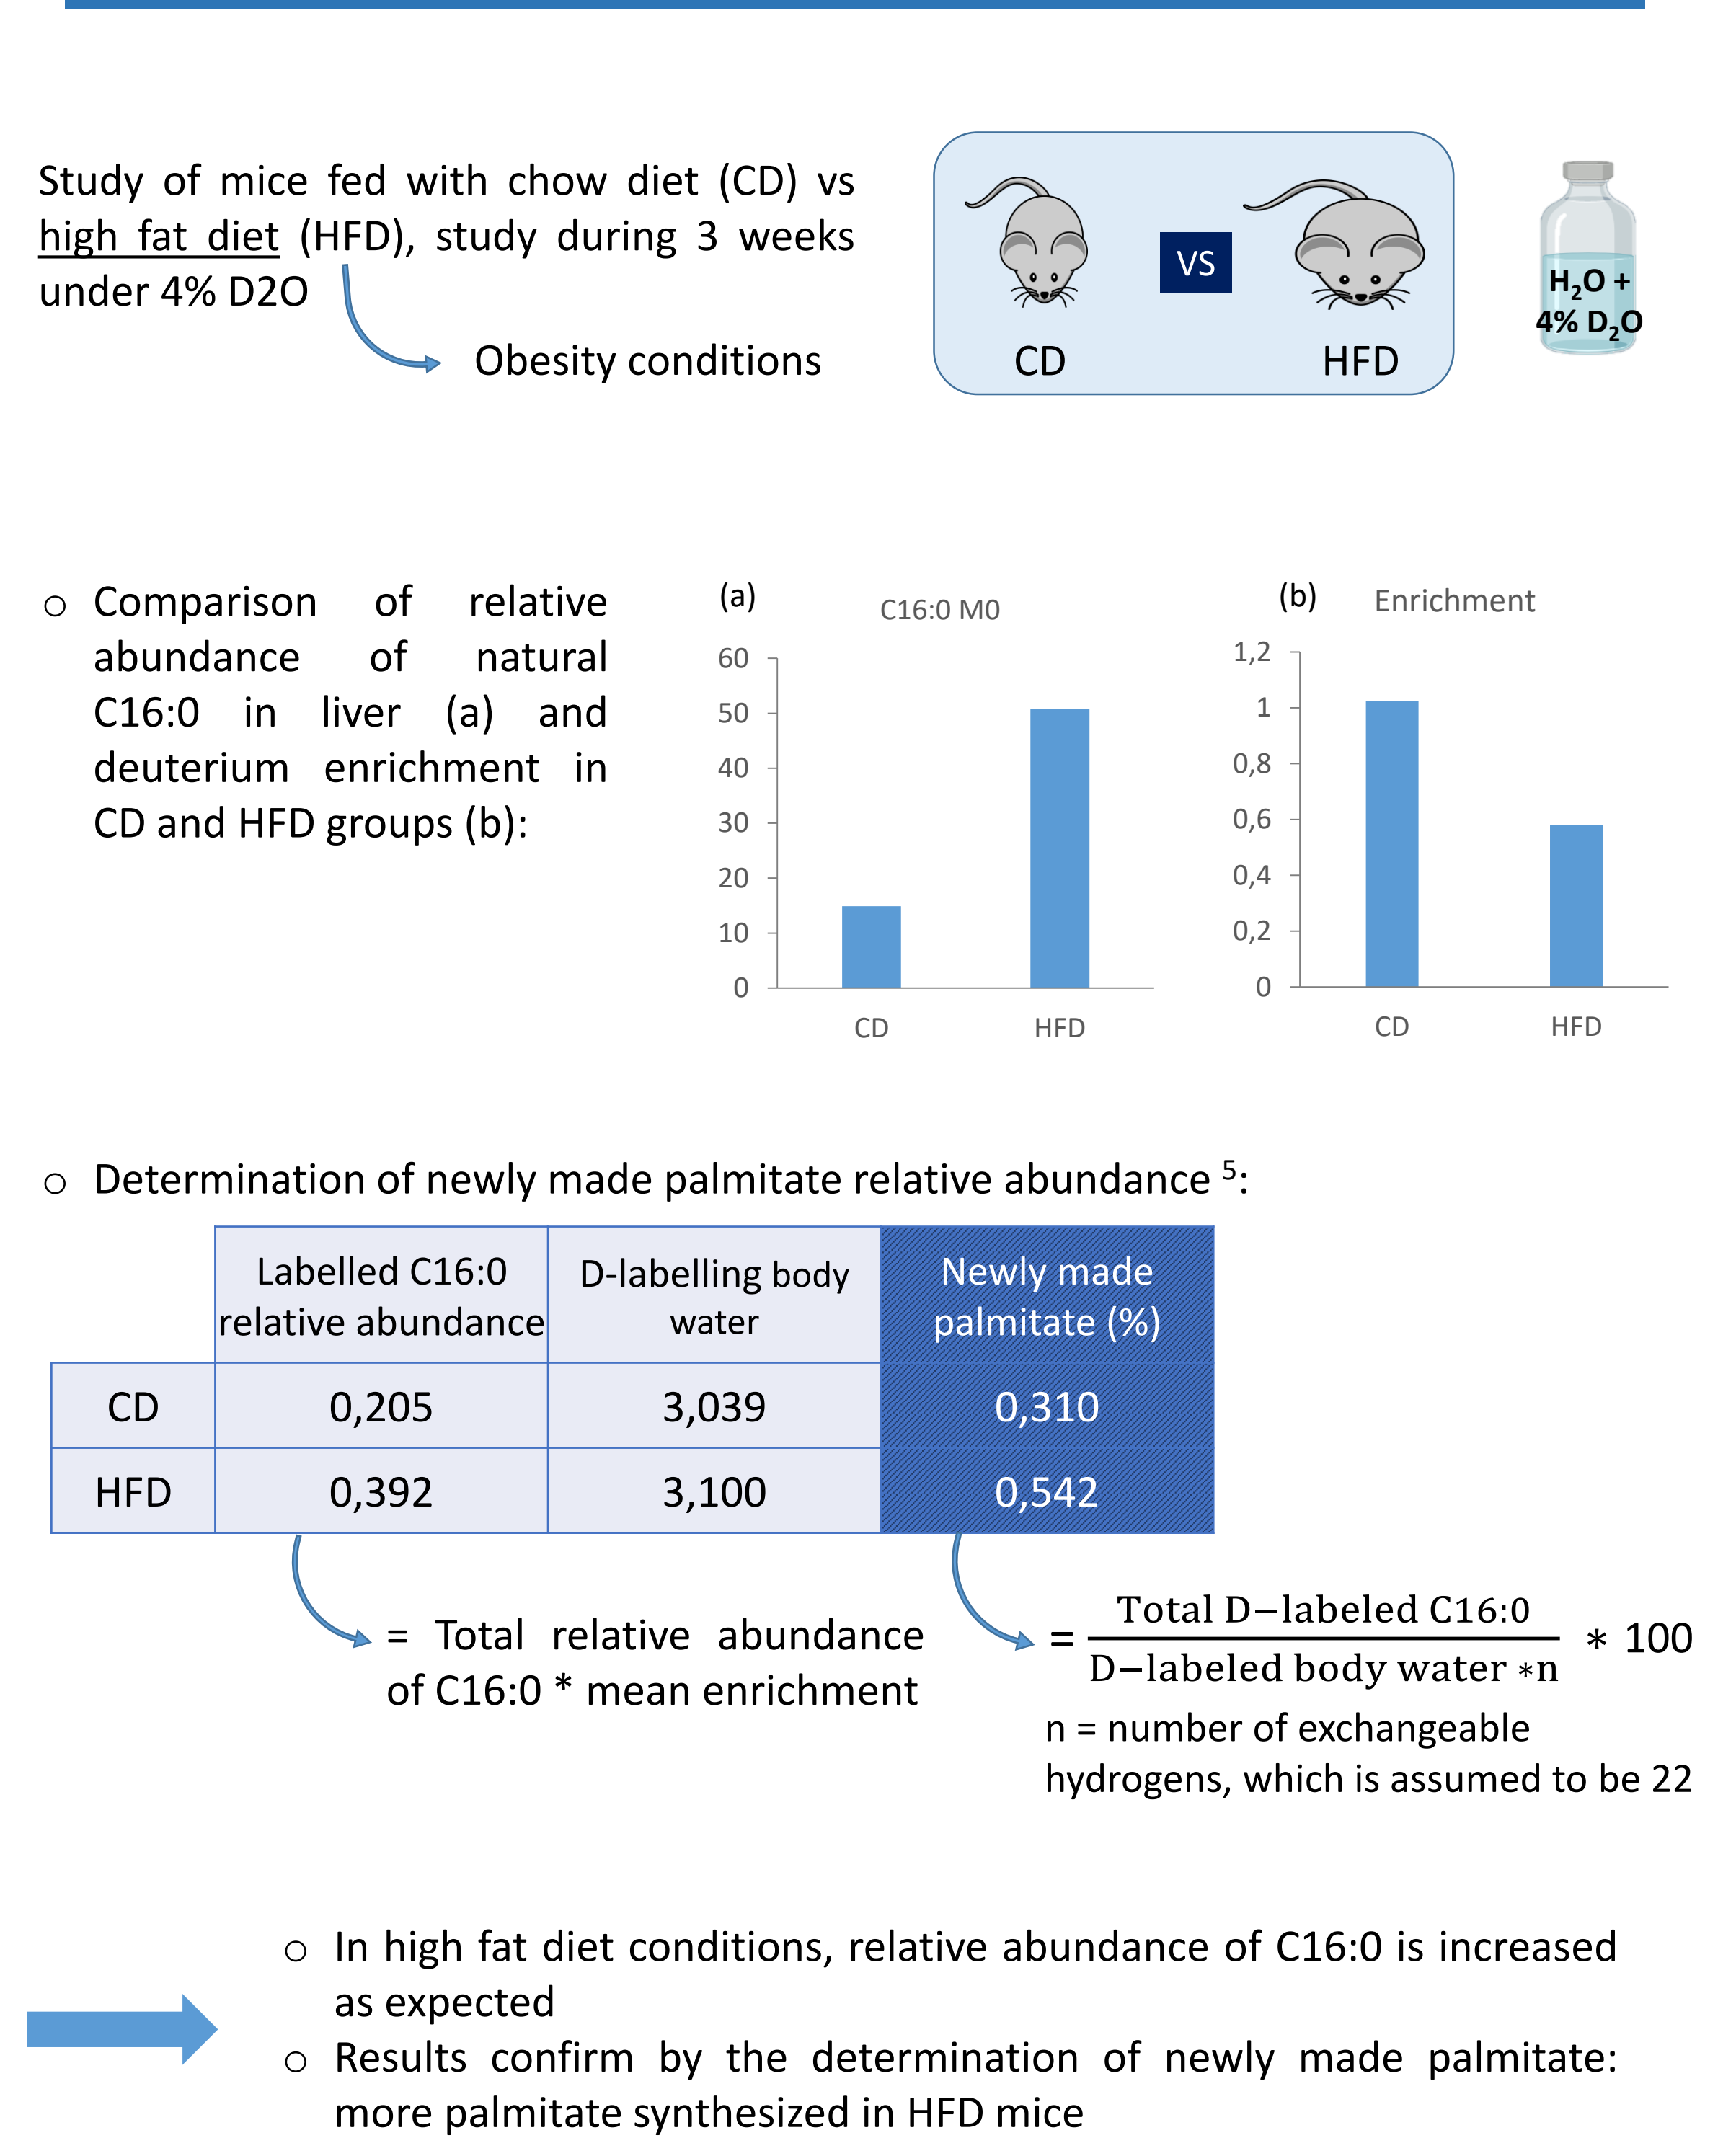 Study of mice fed with chow diet (CD) vs
high fat diet (HFD), study during 3 weeks
under 4% D2O
Obesity conditions
VS
CD
HFD
H₂O +
4% D₂O
o Comparison of relative
abundance of natural
C16:0 in liver (a) and
deuterium enrichment in
CD and HFD groups (b):
(a)
C16:0 M0
60
50
40
30
20
10
0
CD HFD
(b)
Enrichment
1,2
1
0,8
0,6
0,4
0,2
0
CD HFD
o Determination of newly made palmitate relative abundance ⁵:
Labelled C16:0
relative abundance
D-labelling body
water
Newly made
palmitate (%)
CD 0,205 3,039 0,310
HFD 0,392 3,100 0,542
= Total relative abundance
of C16:0 * mean enrichment
Total D−labeled C16:0
= ∗ 100
D−labeled body water ∗n
n = number of exchangeable
hydrogens, which is assumed to be 22
o In high fat diet conditions, relative abundance of C16:0 is increased
as expected
o Results confirm by the determination of newly made palmitate:
more palmitate synthesized in HFD mice